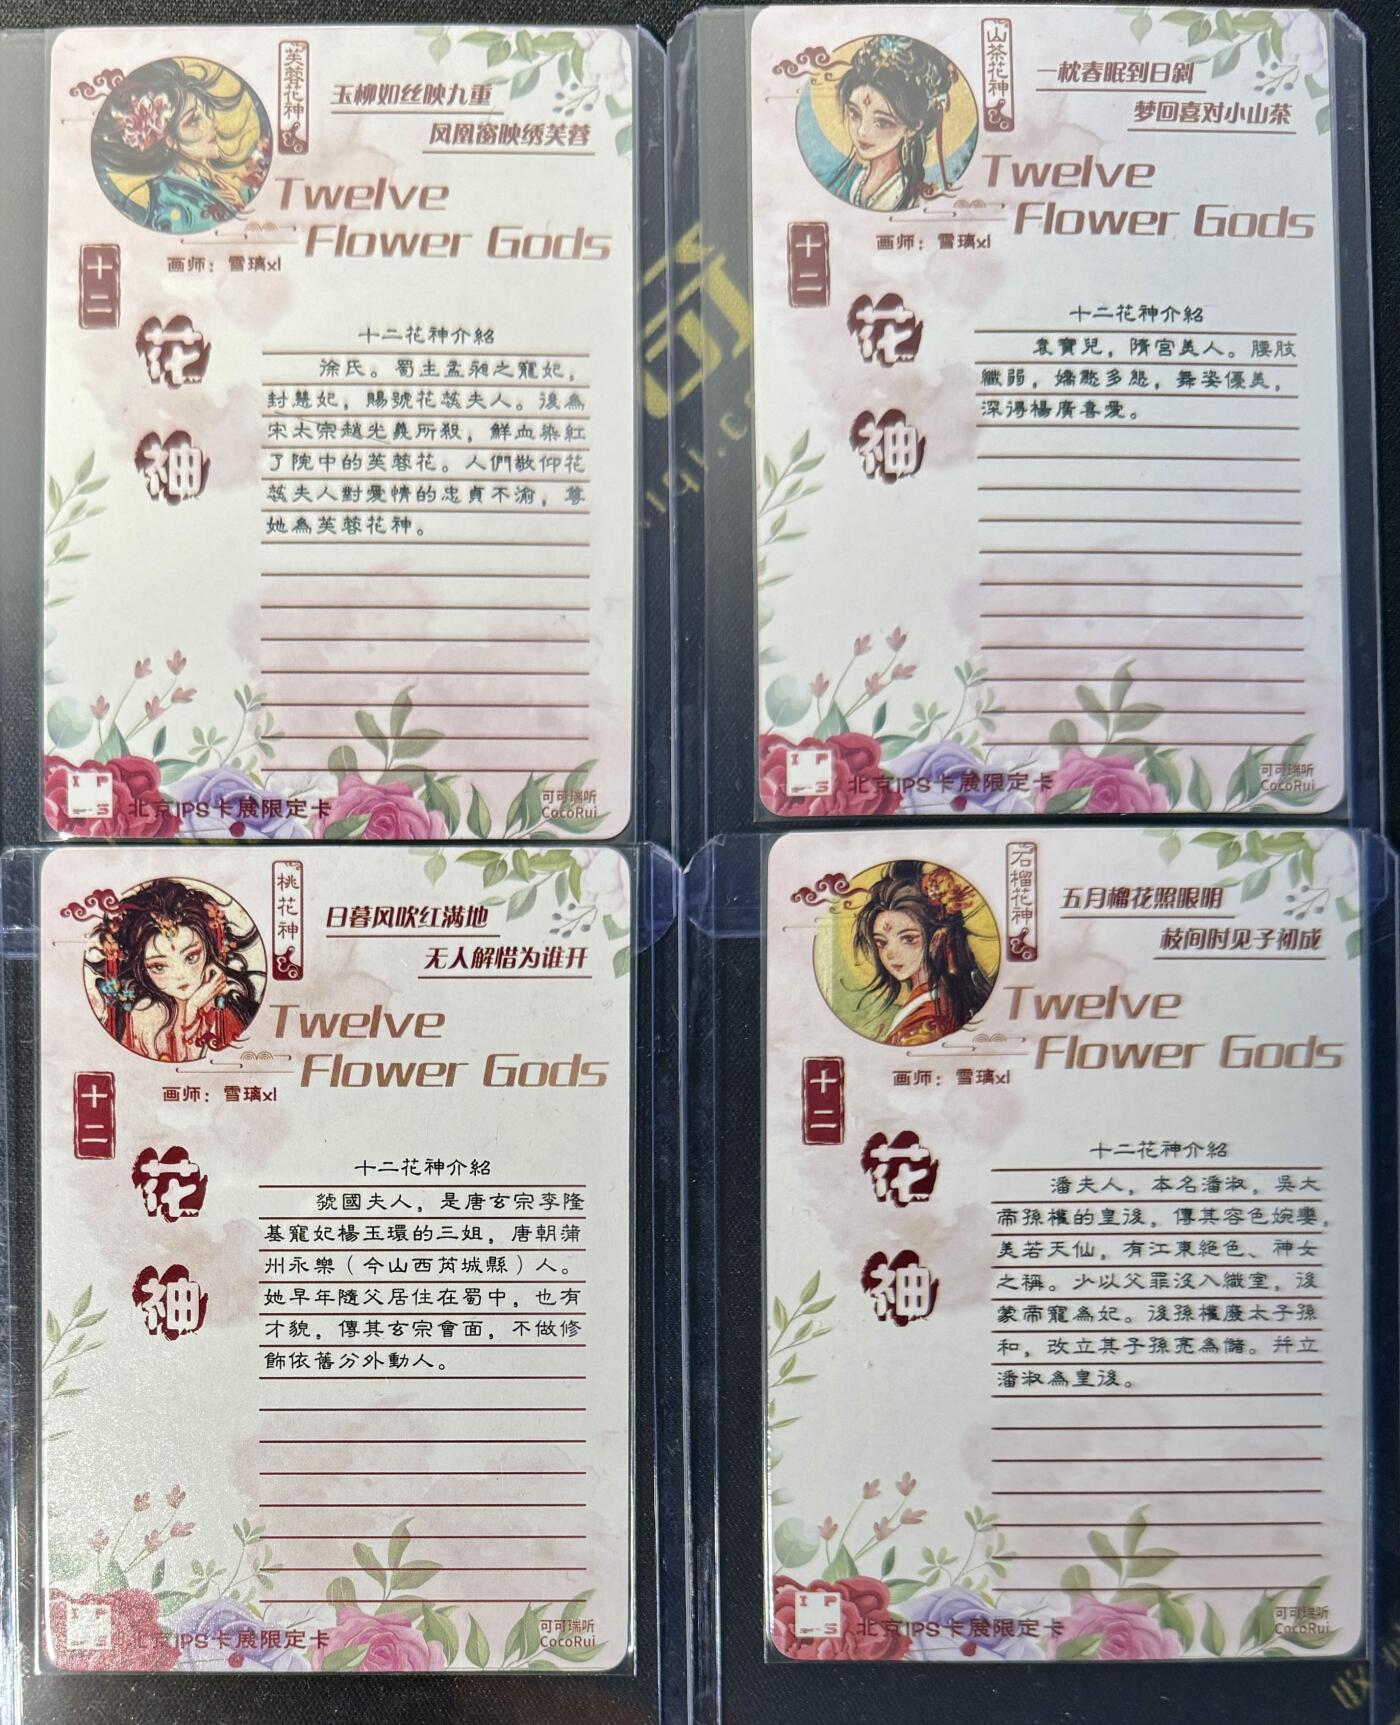 芙蓉花神
玉柳如丝映九重
凤凰窗映绣芙蓉
Twelve
Flower Gods
画师：雪璃xl
十二
花神
十二花神介紹
徐氏。蜀主孟昶之寵妃，
封慧妃，賜號花蕊夫人。後為
宋太宗趙光義所殺，鮮血染紅
了院中的芙蓉花。人們敬仰花
蕊夫人對愛情的忠貞不渝，尊
她為芙蓉花神。
IPS
北京IPS卡展限定卡
可可瑞听
CocoRui
山茶花神
一枕春眠到日斜
梦回喜对小山茶
Twelve
Flower Gods
画师：雪璃xl
十二
花神
十二花神介紹
袁寶兒，隋宮美人。腰肢
纖弱，嬌憨多態，舞姿優美，
深得楊廣喜愛。
IPS
北京IPS卡展限定卡
可可瑞听
CocoRui
桃花神
日暮风吹红满地
无人解惜为谁开
Twelve
Flower Gods
画师：雪璃xl
十二
花神
十二花神介紹
號國夫人，是唐玄宗李隆
基寵妃楊玉環的三姐，唐朝蒲
州永樂（今山西芮城縣）人。
她早年隨父居住在蜀中，也有
才貌，傳其玄宗會面，不做修
飾依舊分外動人。
IPS
北京IPS卡展限定卡
可可瑞听
CocoRui
石榴花神
五月榴花照眼明
枝间时见子初成
Twelve
Flower Gods
画师：雪璃xl
十二
花神
十二花神介紹
潘夫人，本名潘淑，吳大
帝孫權的皇後，傳其容色婉孌，
美若天仙，有江東絕色、神女
之稱。少以父罪沒入織室，後
蒙帝寵為妃。後孫權廢太子孫
和，改立其子孫亮為儲。并立
潘淑為皇後。
IPS
北京IPS卡展限定卡
可可瑞听
CocoRui